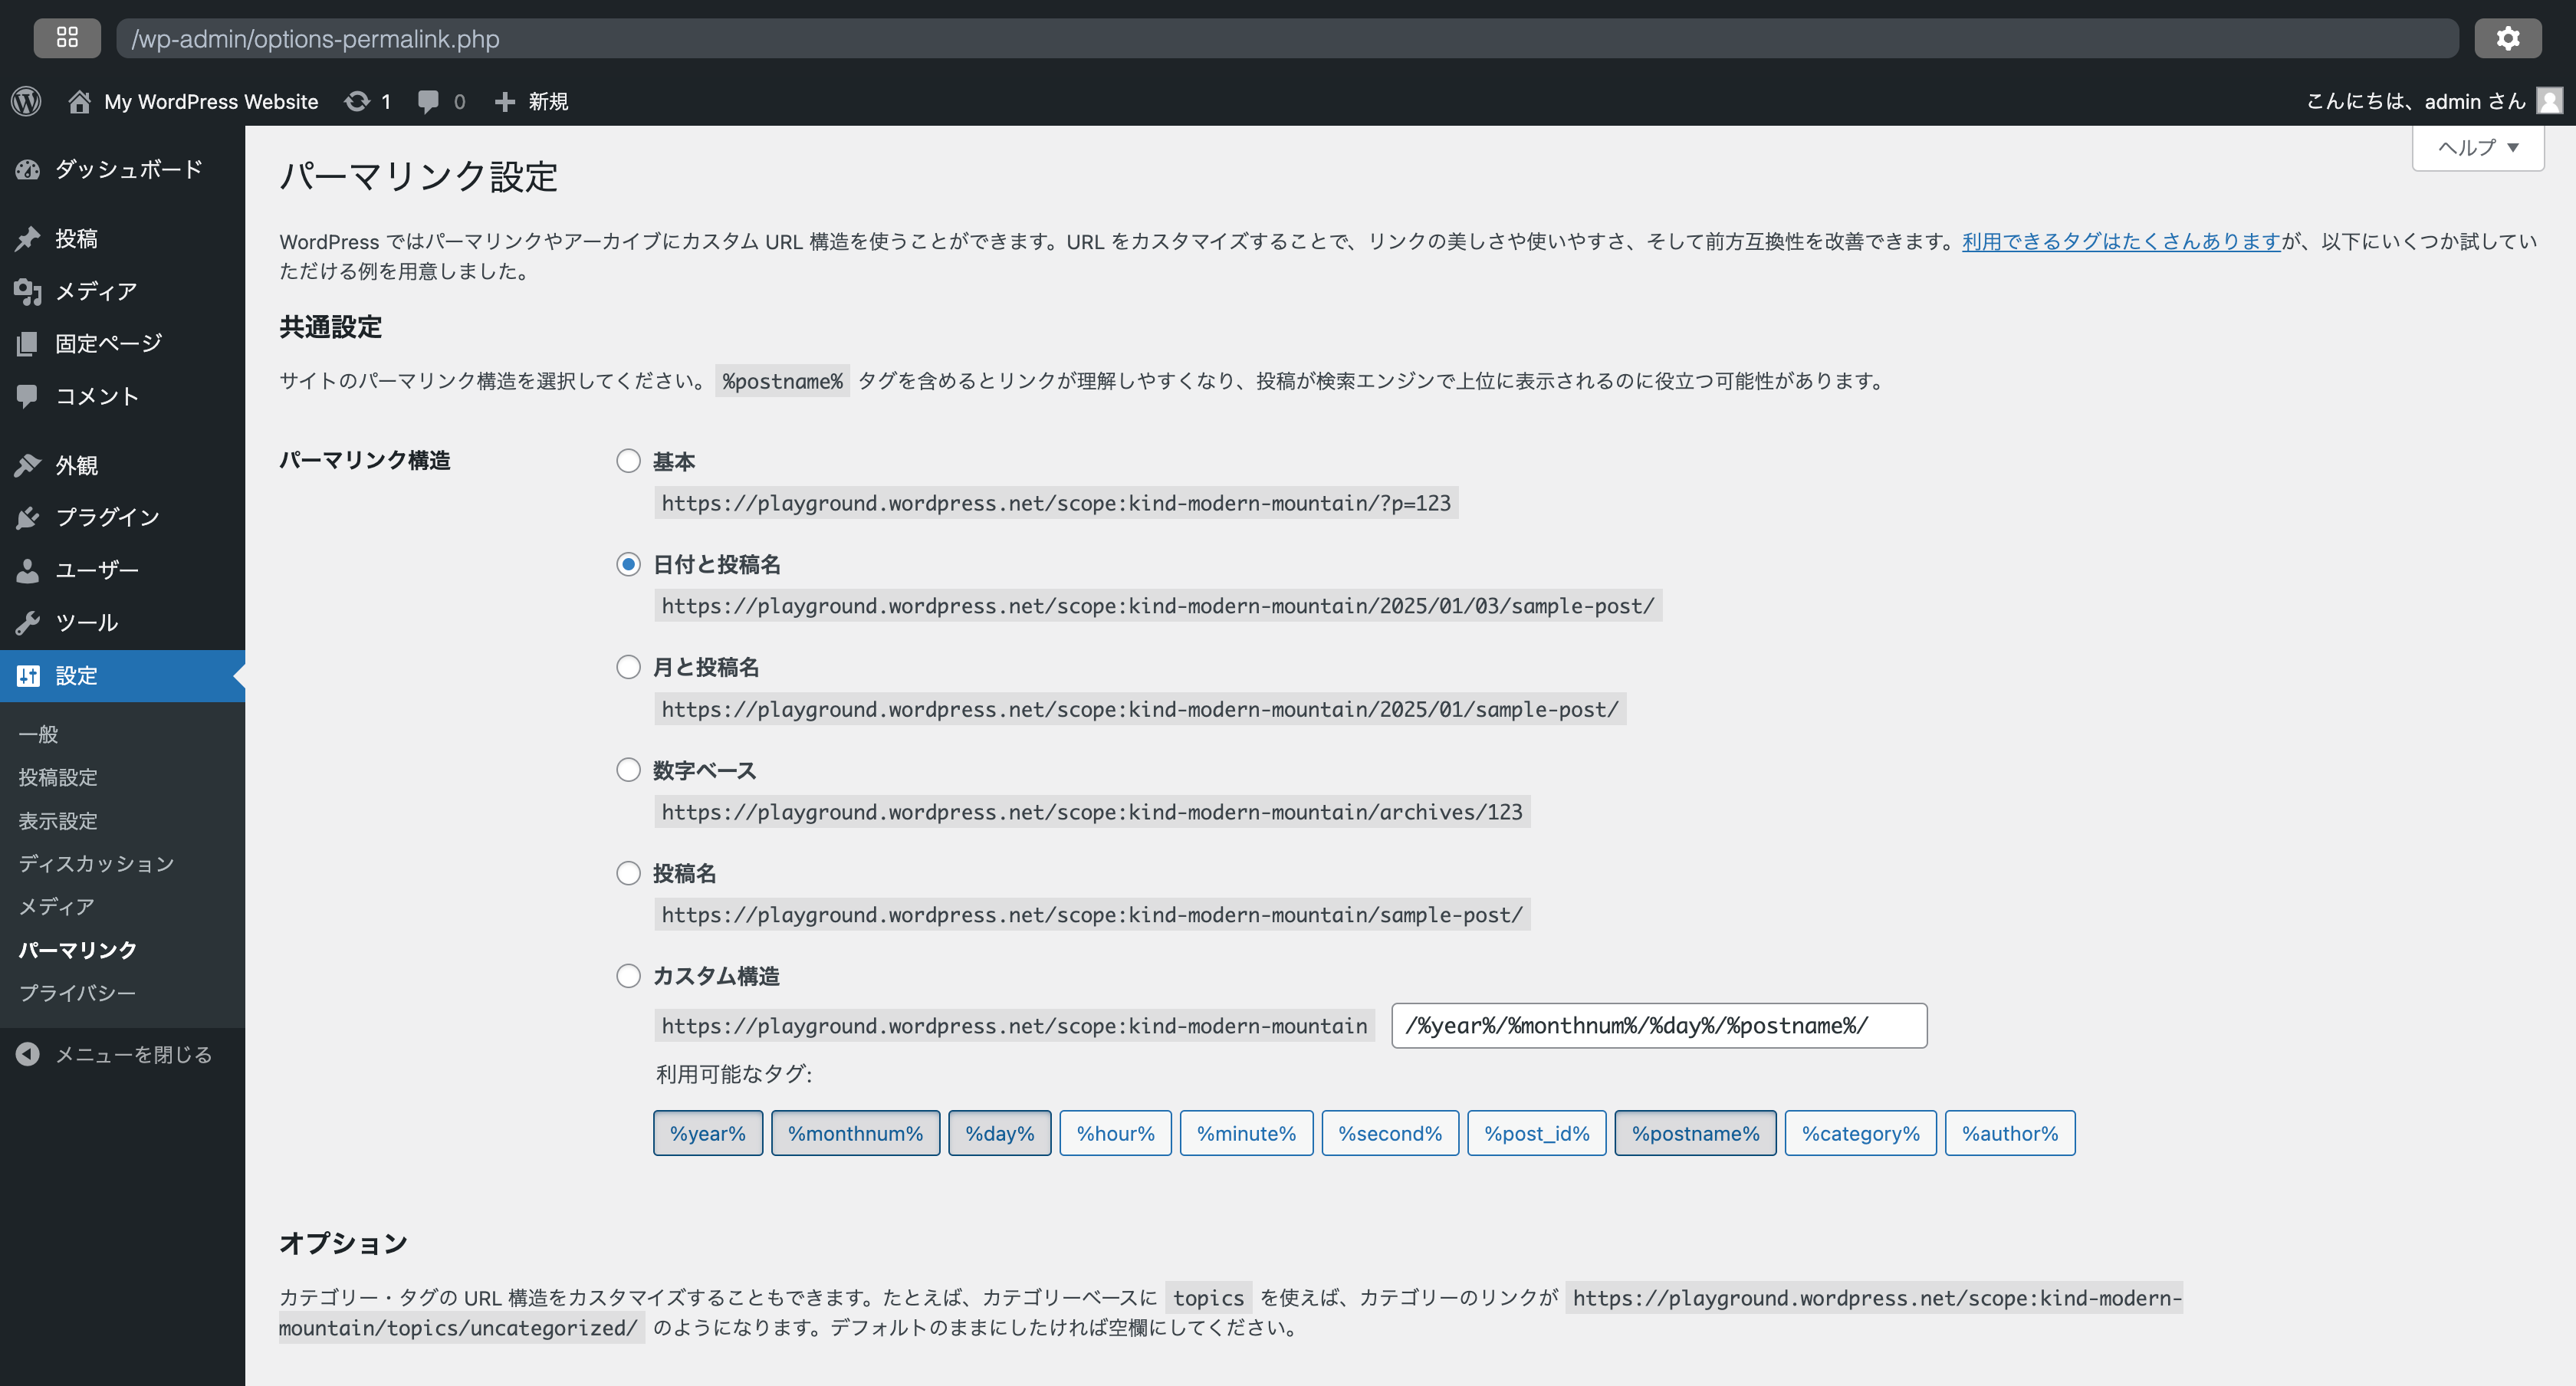 /wp-admin/options-permalink.php
My WordPress Website 1 0 新規
こんにちは、admin さん
ダッシュボード
投稿
メディア
固定ページ
コメント
外観
プラグイン
ユーザー
ツール
設定
一般
投稿設定
表示設定
ディスカッション
メディア
パーマリンク
プライバシー
メニューを閉じる
ヘルプ
パーマリンク設定
WordPress ではパーマリンクやアーカイブにカスタム URL 構造を使うことができます。URL をカスタマイズすることで、リンクの美しさや使いやすさ、そして前方互換性を改善できます。利用できるタグはたくさんありますが、以下にいくつか試してい
ただける例を用意しました。
共通設定
サイトのパーマリンク構造を選択してください。 %postname% タグを含めるとリンクが理解しやすくなり、投稿が検索エンジンで上位に表示されるのに役立つ可能性があります。
パーマリンク構造
基本
https://playground.wordpress.net/scope:kind-modern-mountain/?p=123
日付と投稿名
https://playground.wordpress.net/scope:kind-modern-mountain/2025/01/03/sample-post/
月と投稿名
https://playground.wordpress.net/scope:kind-modern-mountain/2025/01/sample-post/
数字ベース
https://playground.wordpress.net/scope:kind-modern-mountain/archives/123
投稿名
https://playground.wordpress.net/scope:kind-modern-mountain/sample-post/
カスタム構造
https://playground.wordpress.net/scope:kind-modern-mountain /%year%/%monthnum%/%day%/%postname%/
利用可能なタグ:
%year% %monthnum% %day% %hour% %minute% %second% %post_id% %postname% %category% %author%
オプション
カテゴリー・タグの URL 構造をカスタマイズすることもできます。たとえば、カテゴリーベースに topics を使えば、カテゴリーのリンクが https://playground.wordpress.net/scope:kind-modern-
mountain/topics/uncategorized/ のようになります。デフォルトのままにしたければ空欄にしてください。